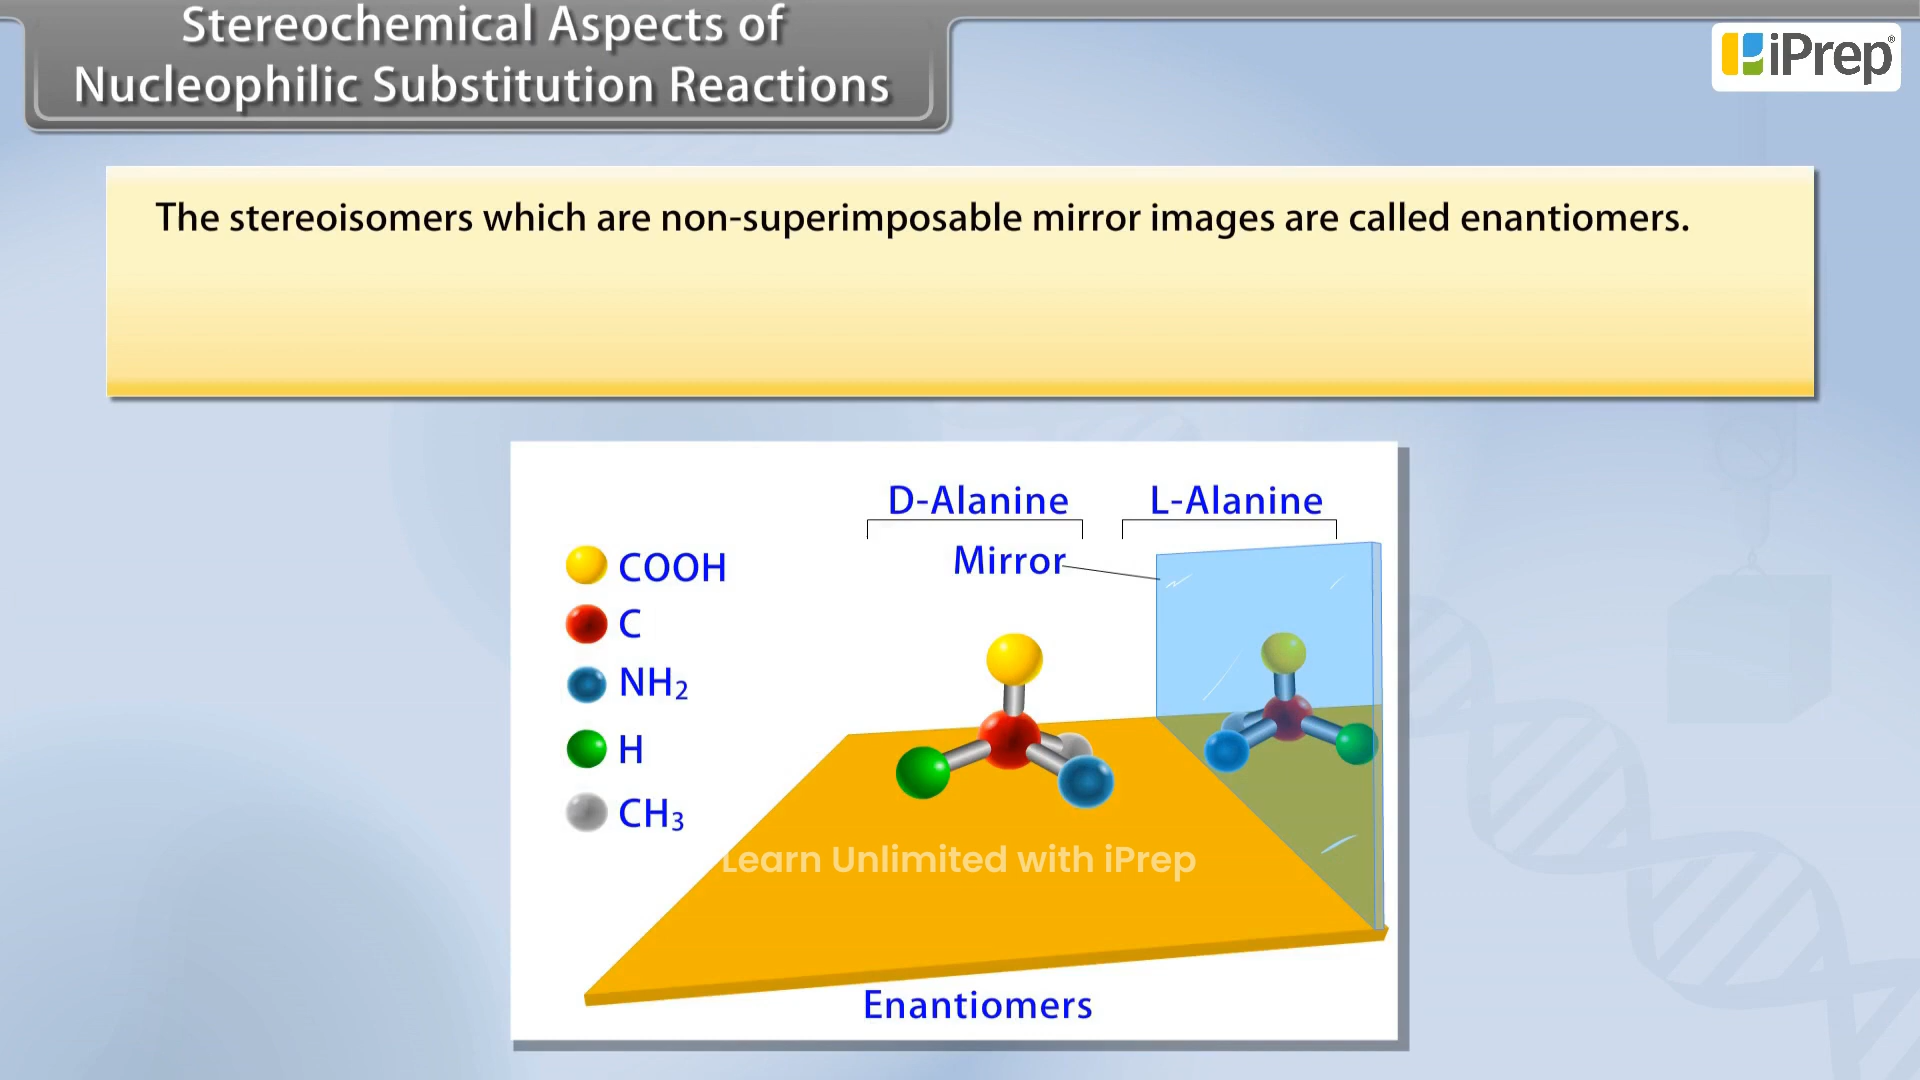 Stereochemical Aspects of
Nucleophilic Substitution Reactions
iPrep®
The stereoisomers which are non-superimposable mirror images are called enantiomers.
D-Alanine
L-Alanine
Mirror
COOH
C
NH₂
H
CH₃
Learn Unlimited with iPrep
Enantiomers